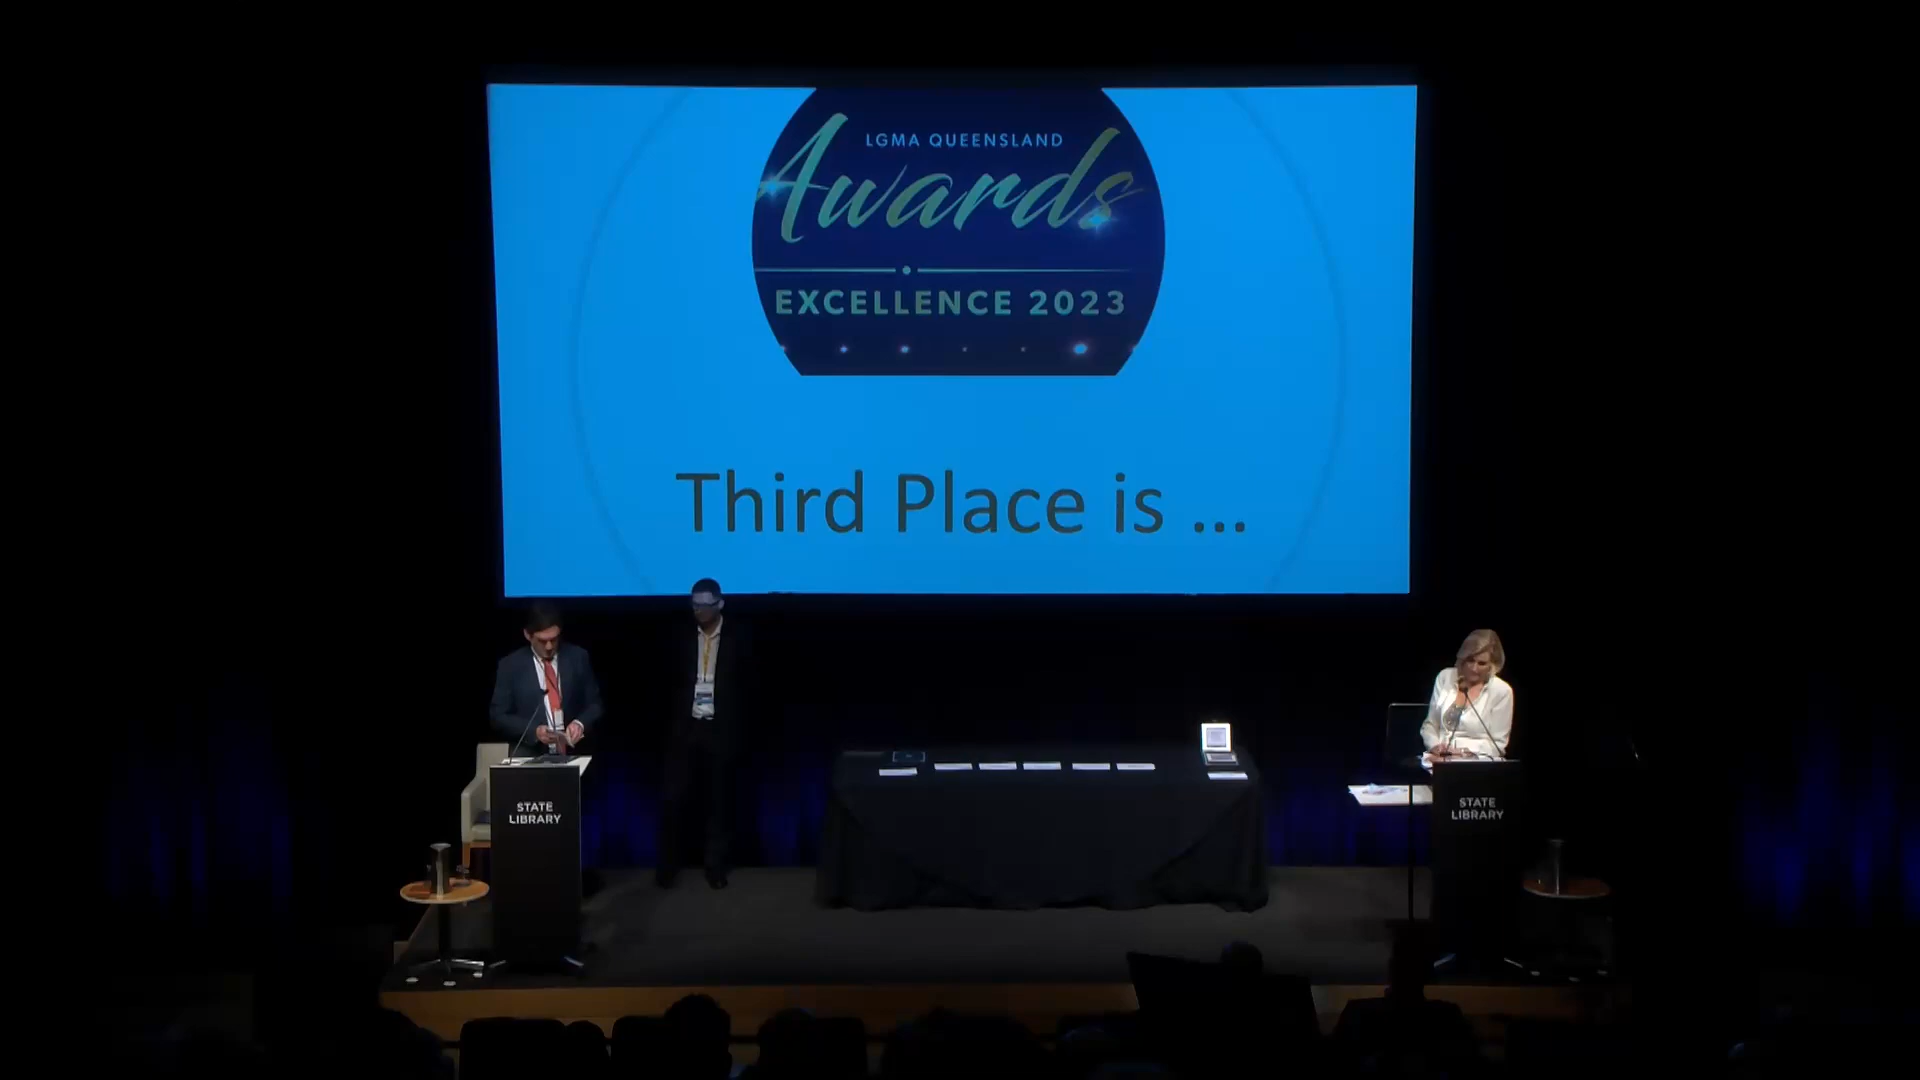 LGMA QUEENSLAND
Awards
EXCELLENCE 2023
Third Place is ...
STATE
LIBRARY
STATE
LIBRARY